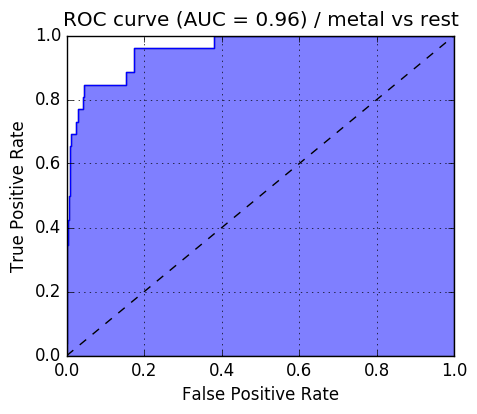 ROC curve (AUC = 0.96) / metal vs rest
1.0
0.8
0.6
0.4
0.2
0.0
True Positive Rate
0.0 0.2 0.4 0.6 0.8 1.0
False Positive Rate